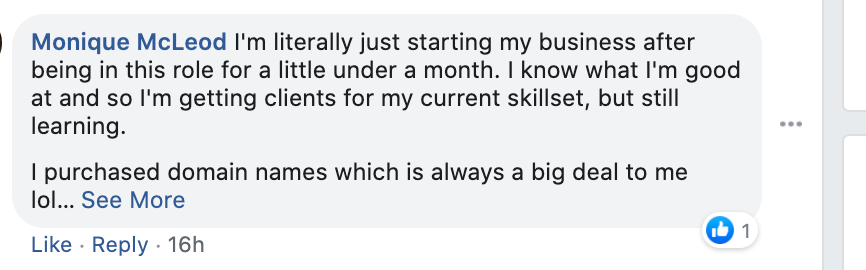 Monique McLeod I'm literally just starting my business after
being in this role for a little under a month. I know what I'm good
at and so I'm getting clients for my current skillset, but still
learning.
I purchased domain names which is always a big deal to me
lol... See More
1
Like · Reply · 16h